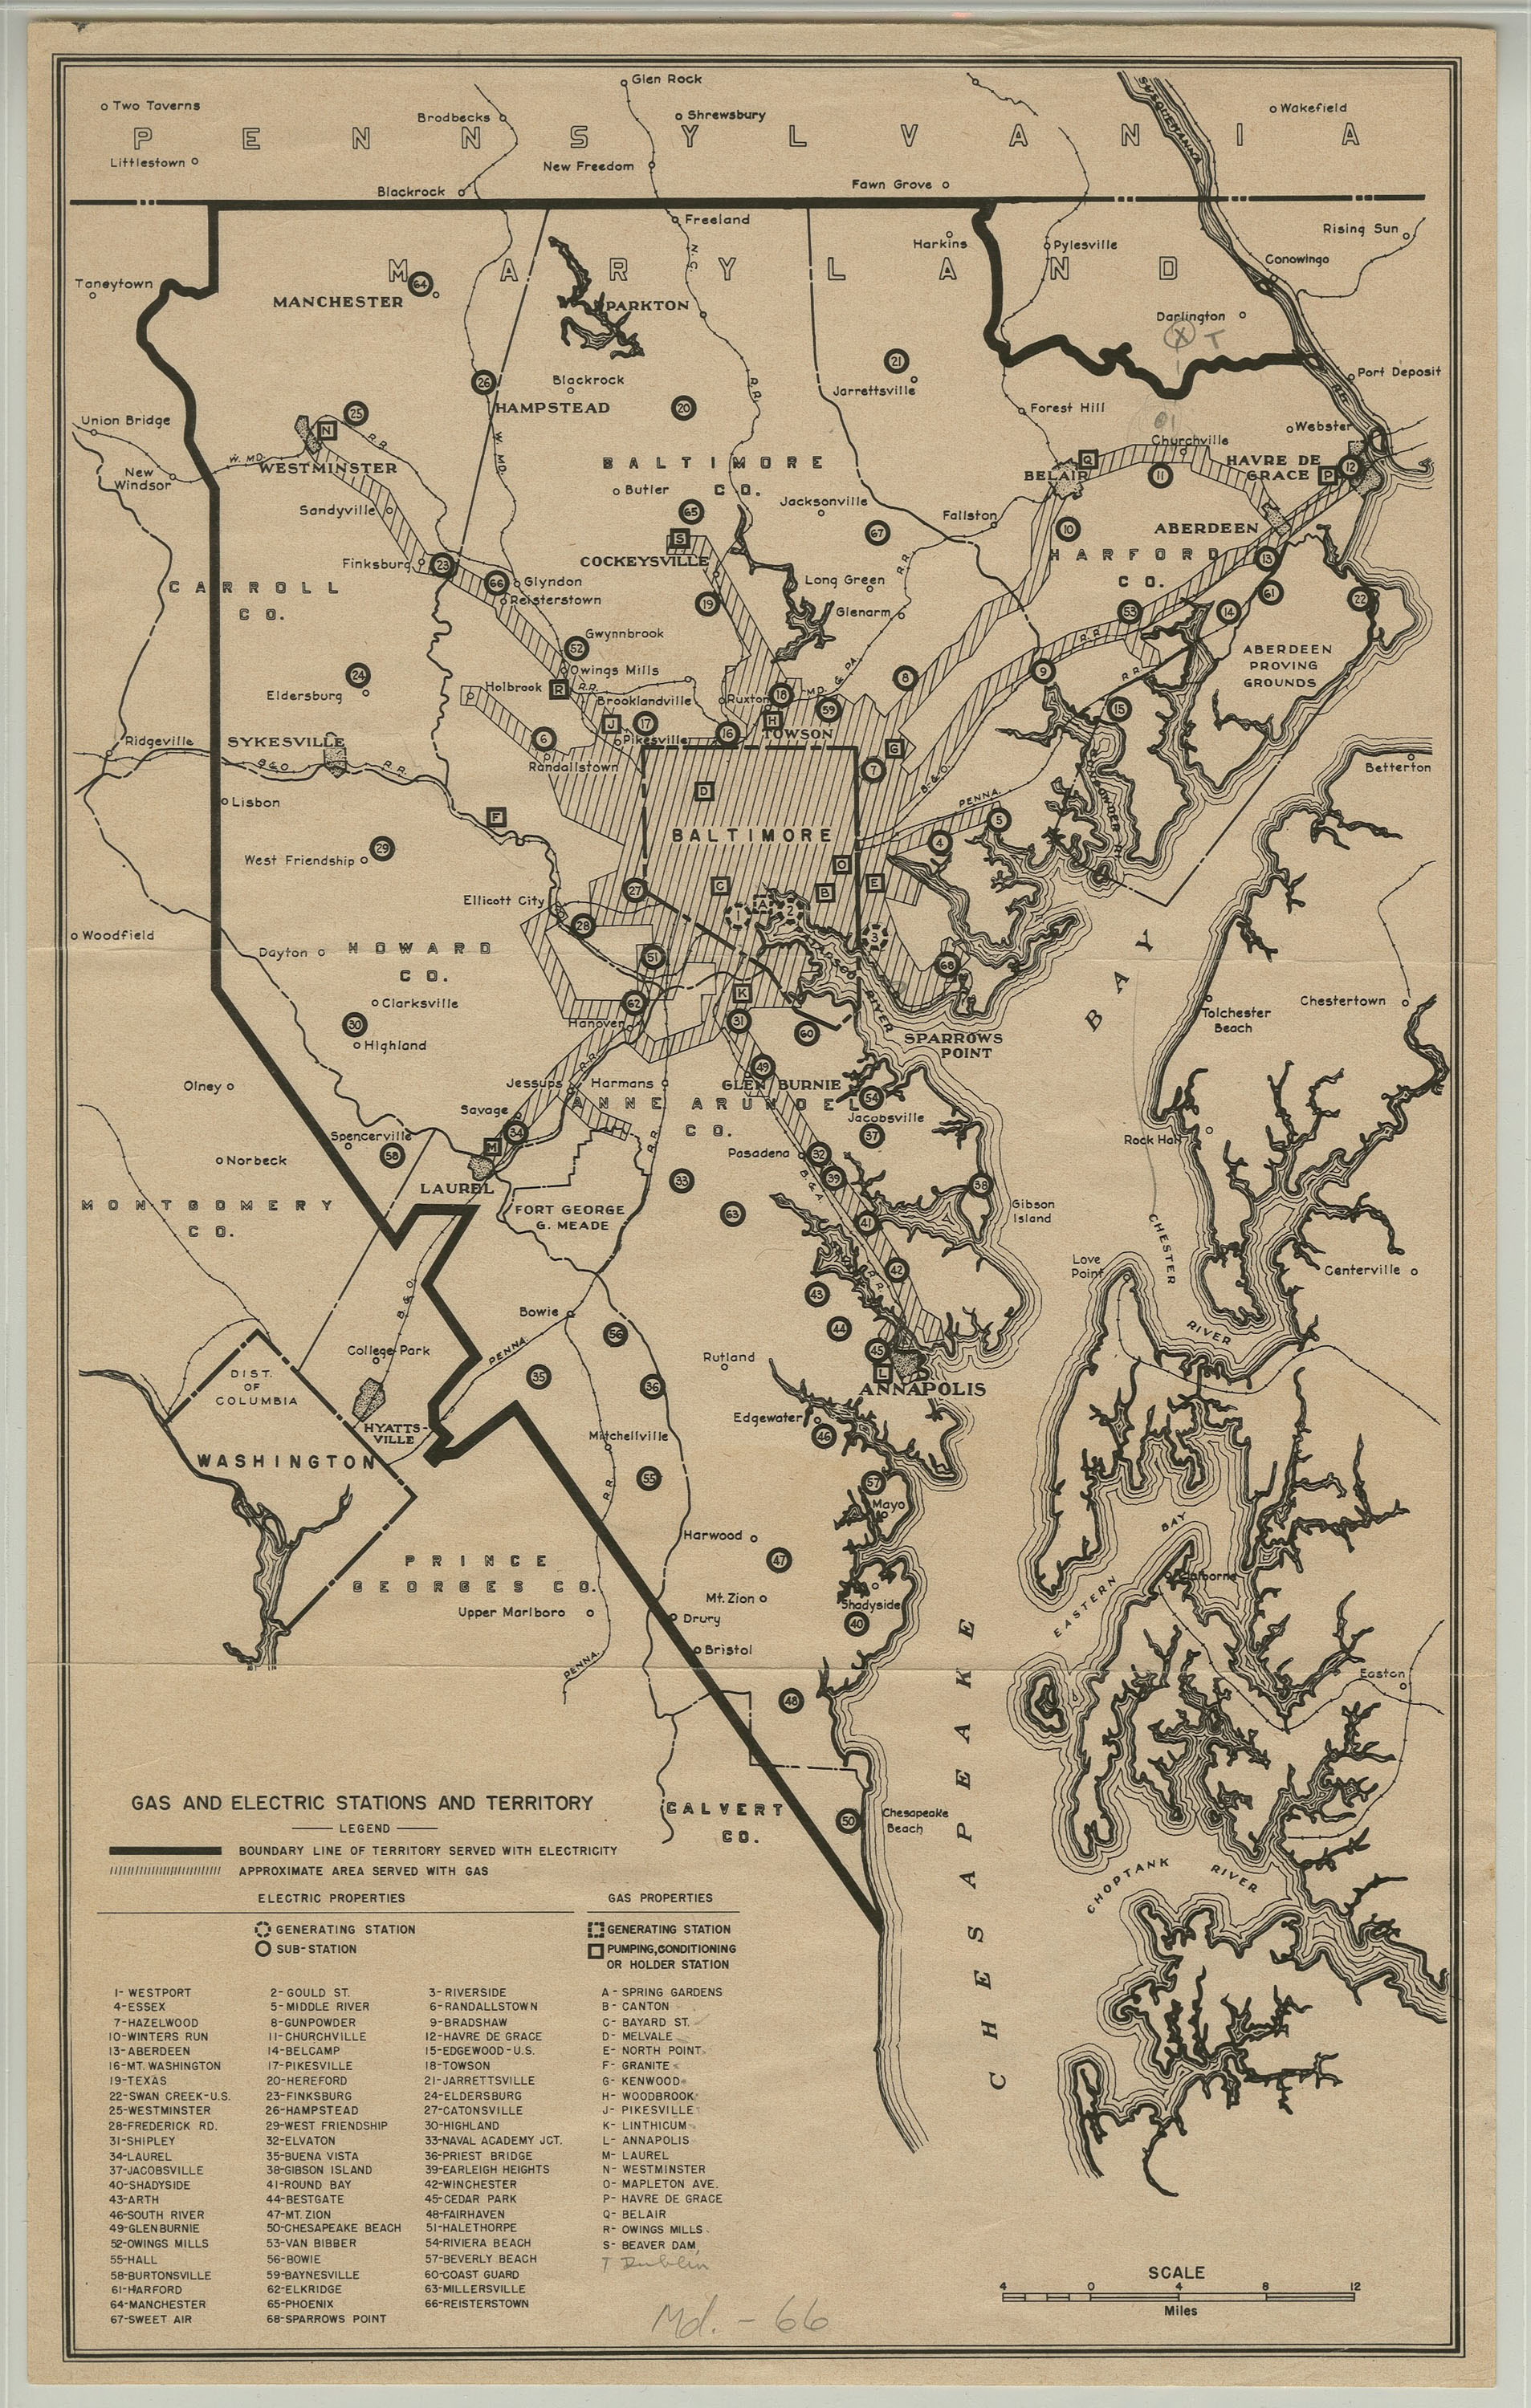 Glen Rock
Two Taverns
Brodbecks
Shrewsbury
SUSQUEHANNA
Wakefield
PENNSYLVANIA
Littlestown
New Freedom
Blackrock
Fawn Grove
Freeland
Harkins
Pylesville
Rising Sun
Conowingo
N.C.
MARYLAND
Taneytown
64
MANCHESTER
PARKTON
Darlington
X T
21
Jarrettsville
Port Deposit
26
Blackrock
HAMPSTEAD
R.R.
R.R.
20
Forest Hill
Union Bridge
25
N
R.R.
Webster
Churchville
W. MD.
WESTMINSTER
W. MD.
BALTIMORE
CO.
Q
BELAIR
11
HAVRE DE
GRACE
P
12
New
Windsor
Butler
Jacksonville
Sandyville
65
Fallston
67
10
ABERDEEN
S
COCKEYSVILLE
HARFORD
CO.
13
Finksburg
23
66
Glyndon
Reisterstown
Long Green
R.R.
61
22
CARROLL
CO.
19
Glenarm
53
14
52
Gwynnbrook
R.R.
ABERDEEN
PROVING
GROUNDS
24
Eldersburg
Owings Mills
Holbrook
R
R.R.
Brooklandville
Ruxton
18
MD. & PA.
8
9
R.R.
J
17
Pikesville
16
H
TOWSON
59
15
Ridgeville
SYKESVILLE
6
Randallstown
G
7
B.& O.
R.R.
B.&O.
Betterton
Lisbon
D
PENNA.
F
BALTIMORE
5
4
West Friendship
29
O
E
C
B
Ellicott City
27
1
A
2
28
3
Woodfield
Dayton
HOWARD
CO.
51
68
BAY
Clarksville
62
K
RIVER
Tolchester
Beach
Chestertown
30
Highland
Hanover
31
60
SPARROWS
POINT
Olney
Jessups
Harmans
49
GLEN BURNIE
54
Jacobsville
ANNE ARUNDEL
CO.
Savage
34
M
R.R.
37
Rock Hall
Spencerville
58
Pasadena
32
Norbeck
LAUREL
33
39
B.& A.
38
Gibson
Island
MONTGOMERY
CO.
FORT GEORGE
G. MEADE
63
41
CHESTER
Love
Point
Centerville
B.&O.
42
R.R.
43
RIVER
Bowie
56
44
College Park
PENNA.
Rutland
45
L
DIST.
OF
COLUMBIA
35
36
ANNAPOLIS
Edgewater
46
HYATTS-
VILLE
Mitchellville
WASHINGTON
55
57
Mayo
R.R.
BAY
Harwood
47
EASTERN
Claiborne
PRINCE
GEORGES CO.
Mt. Zion
Shadyside
40
Upper Marlboro
Drury
Bristol
PENNA.
Easton
48
CHESAPEAKE
CALVERT
CO.
50
Chesapeake
Beach
CHOPTANK RIVER
GAS AND ELECTRIC STATIONS AND TERRITORY
LEGEND
BOUNDARY LINE OF TERRITORY SERVED WITH ELECTRICITY
APPROXIMATE AREA SERVED WITH GAS
ELECTRIC PROPERTIES
GAS PROPERTIES
GENERATING STATION
GENERATING STATION
SUB-STATION
PUMPING,CONDITIONING
OR HOLDER STATION
1- WESTPORT 2- GOULD ST. 3- RIVERSIDE A - SPRING GARDENS
4-ESSEX 5-MIDDLE RIVER 6-RANDALLSTOWN B- CANTON
7-HAZELWOOD 8-GUNPOWDER 9-BRADSHAW C- BAYARD ST.
10-WINTERS RUN 11-CHURCHVILLE 12-HAVRE DE GRACE D- MELVALE
13-ABERDEEN 14-BELCAMP 15-EDGEWOOD-U.S. E- NORTH POINT
16-MT. WASHINGTON 17-PIKESVILLE 18-TOWSON F- GRANITE
19-TEXAS 20-HEREFORD 21-JARRETTSVILLE G- KENWOOD
22-SWAN CREEK-U.S. 23-FINKSBURG 24-ELDERSBURG H- WOODBROOK
25-WESTMINSTER 26-HAMPSTEAD 27-CATONSVILLE J- PIKESVILLE
28-FREDERICK RD. 29-WEST FRIENDSHIP 30-HIGHLAND K- LINTHICUM
31-SHIPLEY 32-ELVATON 33-NAVAL ACADEMY JCT. L- ANNAPOLIS
34-LAUREL 35-BUENA VISTA 36-PRIEST BRIDGE M- LAUREL
37-JACOBSVILLE 38-GIBSON ISLAND 39-EARLEIGH HEIGHTS N- WESTMINSTER
40-SHADYSIDE 41-ROUND BAY 42-WINCHESTER O- MAPLETON AVE.
43-ARTH 44-BESTGATE 45-CEDAR PARK P- HAVRE DE GRACE
46-SOUTH RIVER 47-MT. ZION 48-FAIRHAVEN Q- BELAIR
49-GLENBURNIE 50-CHESAPEAKE BEACH 51-HALETHORPE R- OWINGS MILLS
52-OWINGS MILLS 53-VAN BIBBER 54-RIVIERA BEACH S- BEAVER DAM
55-HALL 56-BOWIE 57-BEVERLY BEACH T Dublin
58-BURTONSVILLE 59-BAYNESVILLE 60-COAST GUARD
61-HARFORD 62-ELKRIDGE 63-MILLERSVILLE
64-MANCHESTER 65-PHOENIX 66-REISTERSTOWN
67-SWEET AIR 68-SPARROWS POINT
SCALE
4 0 4 8 12
Miles
Md. - 66